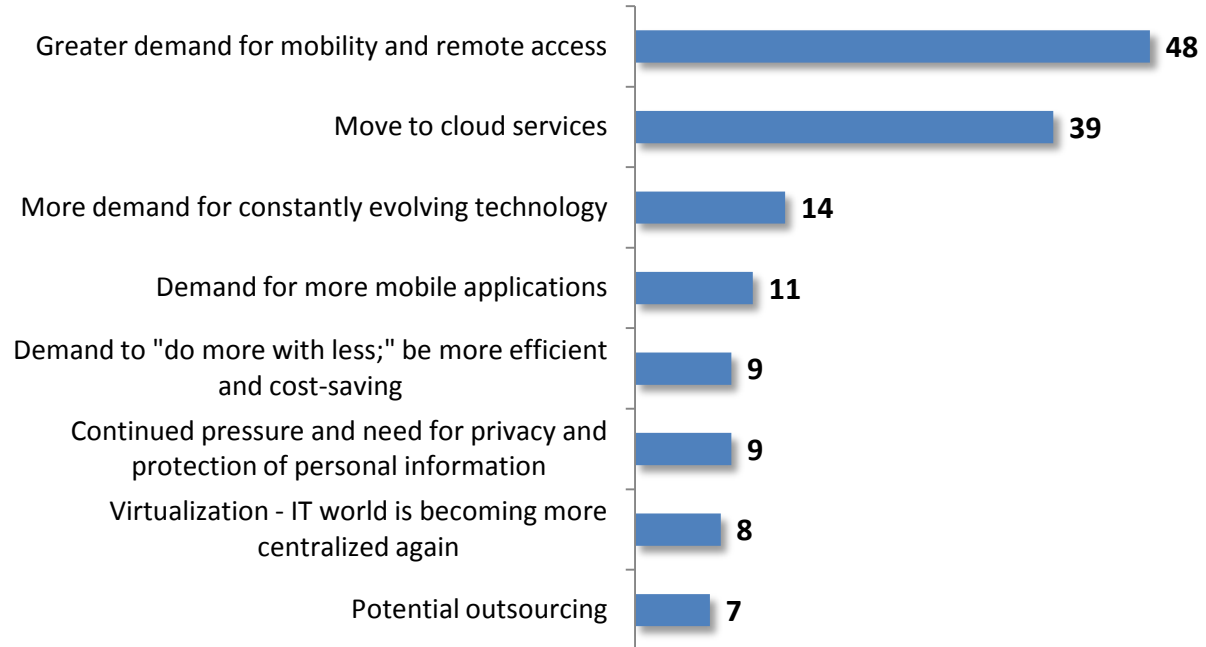 Greater demand for mobility and remote access
48
Move to cloud services
39
More demand for constantly evolving technology
14
Demand for more mobile applications
11
Demand to "do more with less;" be more efficient
and cost-saving
9
Continued pressure and need for privacy and
protection of personal information
9
Virtualization - IT world is becoming more
centralized again
8
Potential outsourcing
7